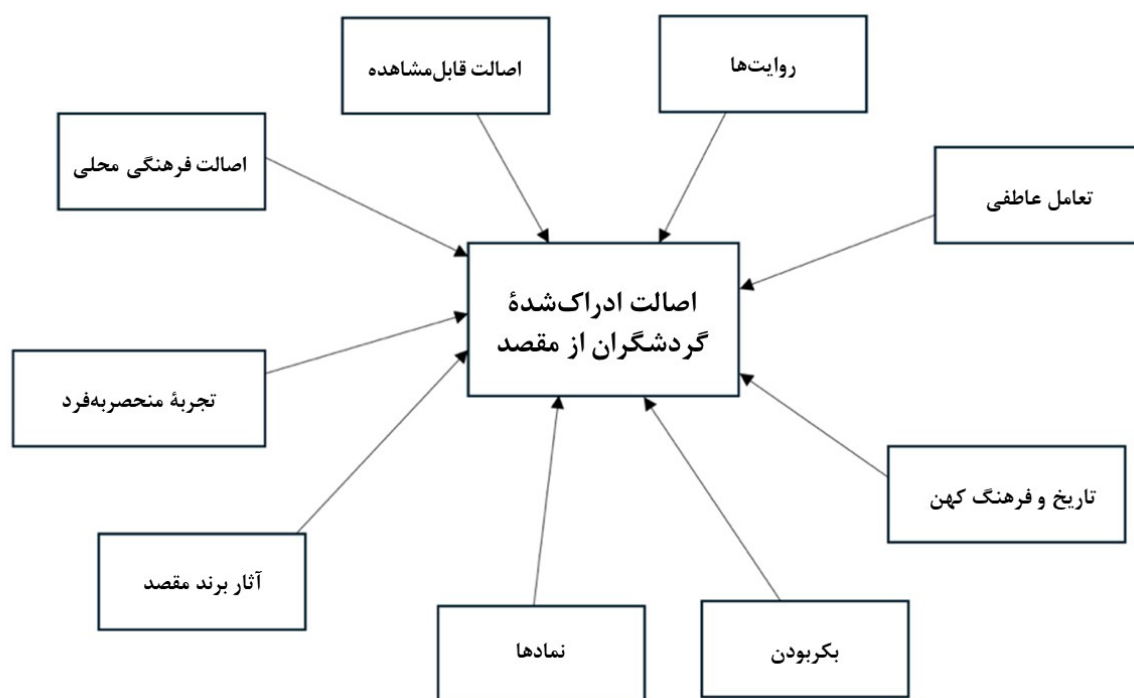 روایت‌ها
اصالت قابل‌مشاهده
اصالت فرهنگی محلی
تعامل عاطفی
اصالت ادراک‌شدهٔ
گردشگران از مقصد
تجربهٔ منحصربه‌فرد
تاریخ و فرهنگ کهن
آثار برند مقصد
نمادها
بکربودن